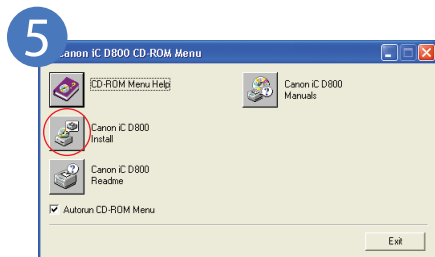 5
Canon iC D800 CD-ROM Menu
CD-ROM Menu Help
Canon iC D800
Manuals
Canon iC D800
Install
Canon iC D800
Readme
Autorun CD-ROM Menu
Exit